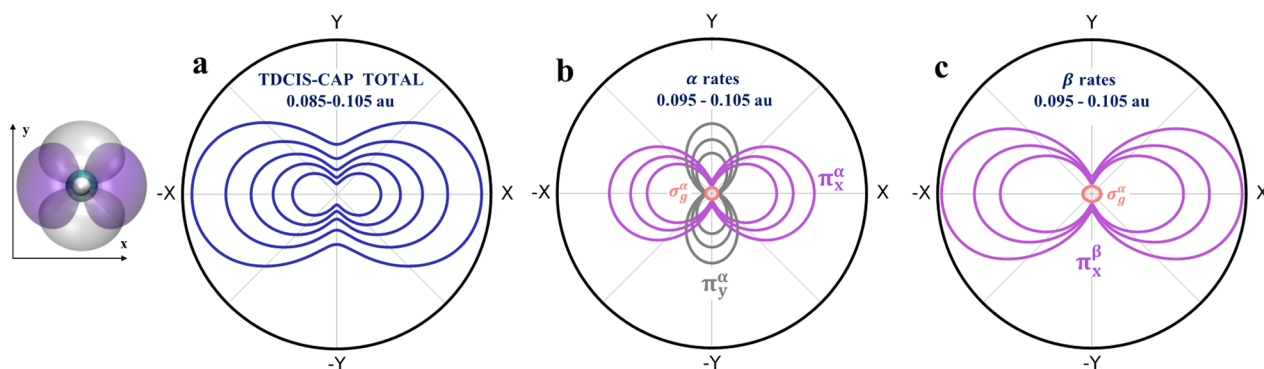 y
x
a
Y
TDCIS-CAP TOTAL
0.085-0.105 au
-X
X
-Y
b
Y
α rates
0.095 - 0.105 au
-X
X
σ_g^α
π_x^α
π_y^α
-Y
c
Y
β rates
0.095 - 0.105 au
-X
X
σ_g^α
π_x^β
-Y